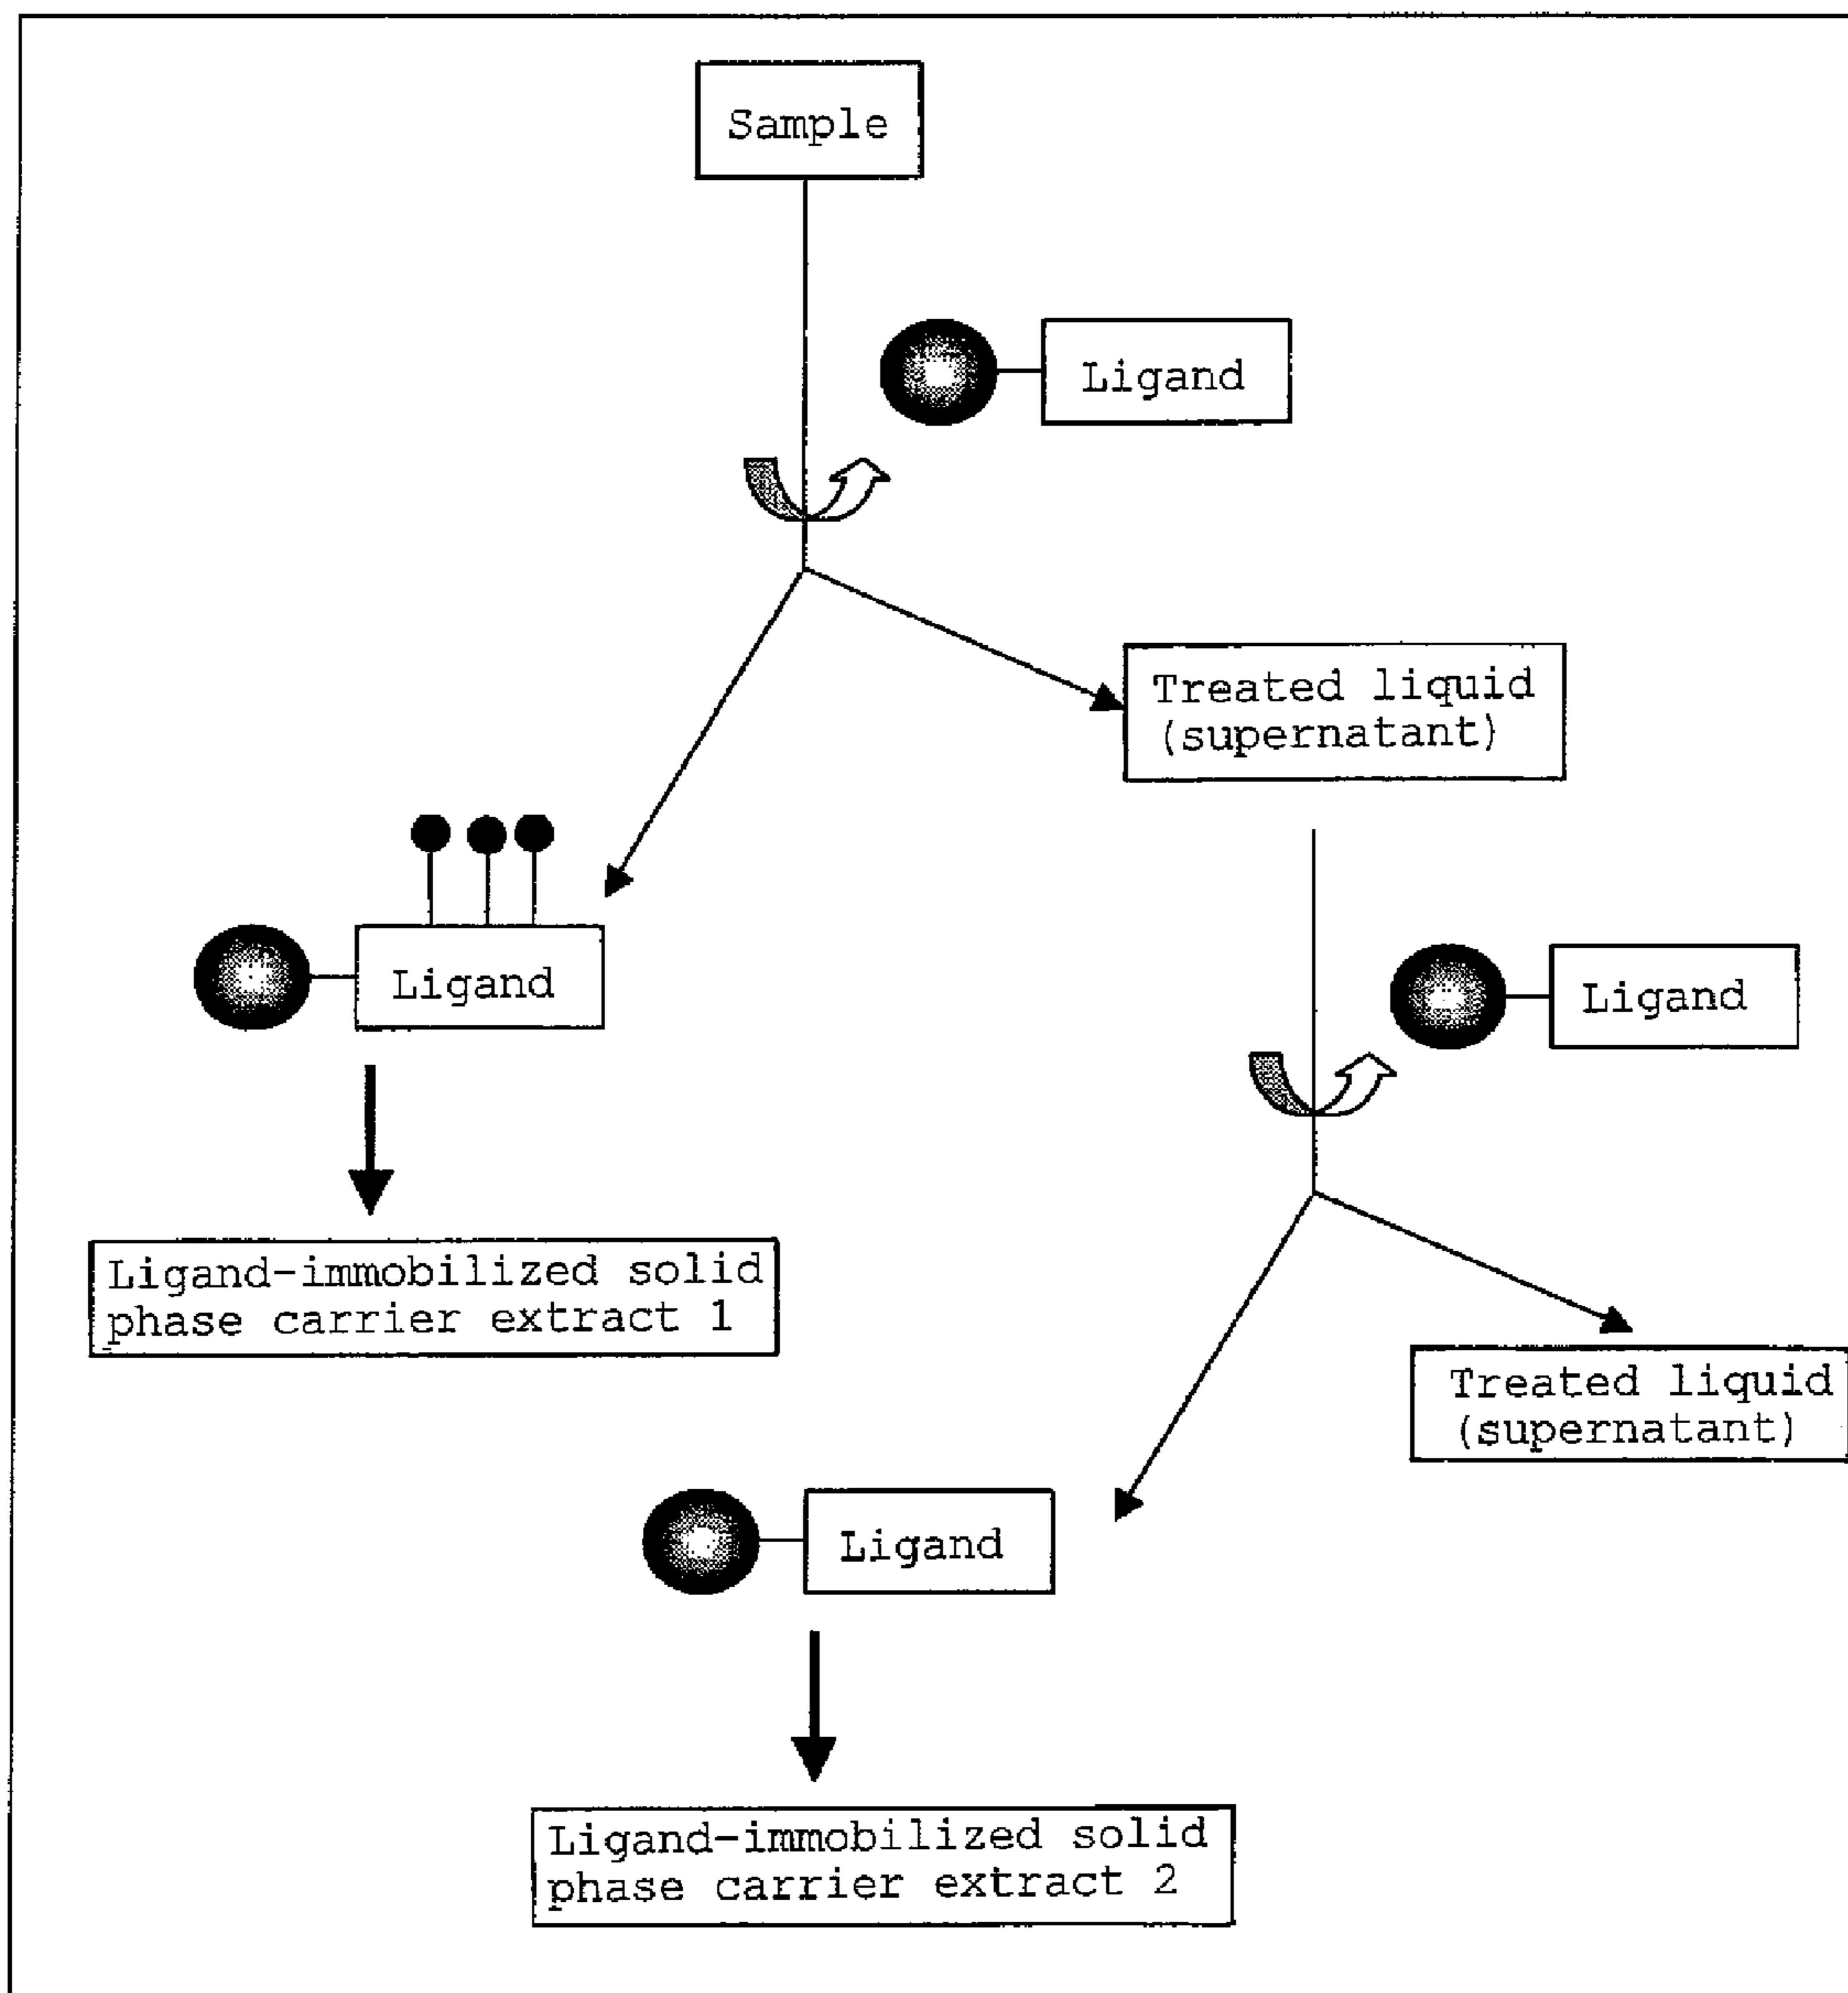 Sample
Ligand
Treated liquid
(supernatant)
Ligand
Ligand
Ligand-immobilized solid
phase carrier extract 1
Treated liquid
(supernatant)
Ligand
Ligand-immobilized solid
phase carrier extract 2